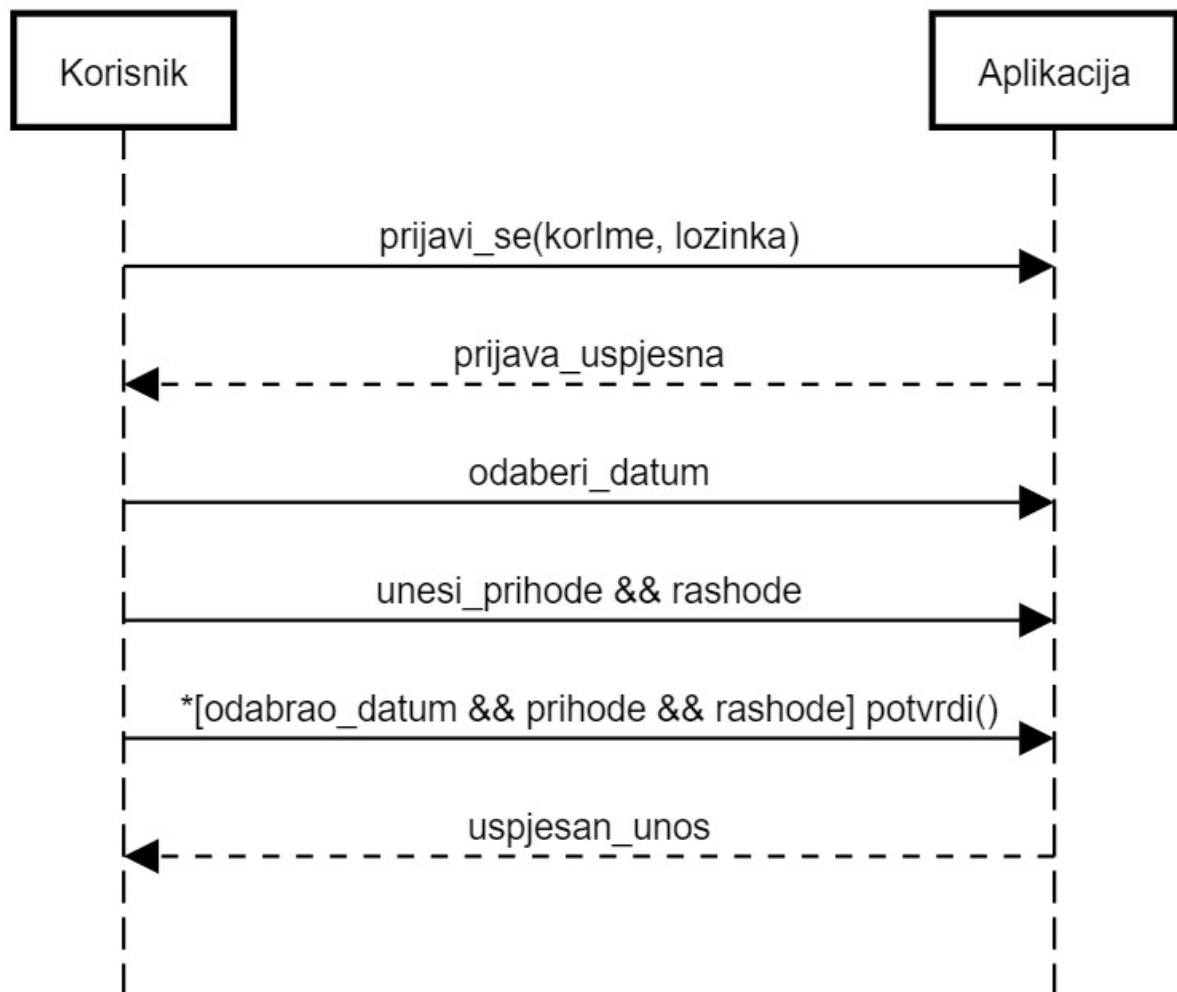 Korisnik
Aplikacija
prijavi_se(korIme, lozinka)
prijava_uspjesna
odaberi_datum
unesi_prihode && rashode
*[odabrao_datum && prihode && rashode] potvrdi()
uspjesan_unos